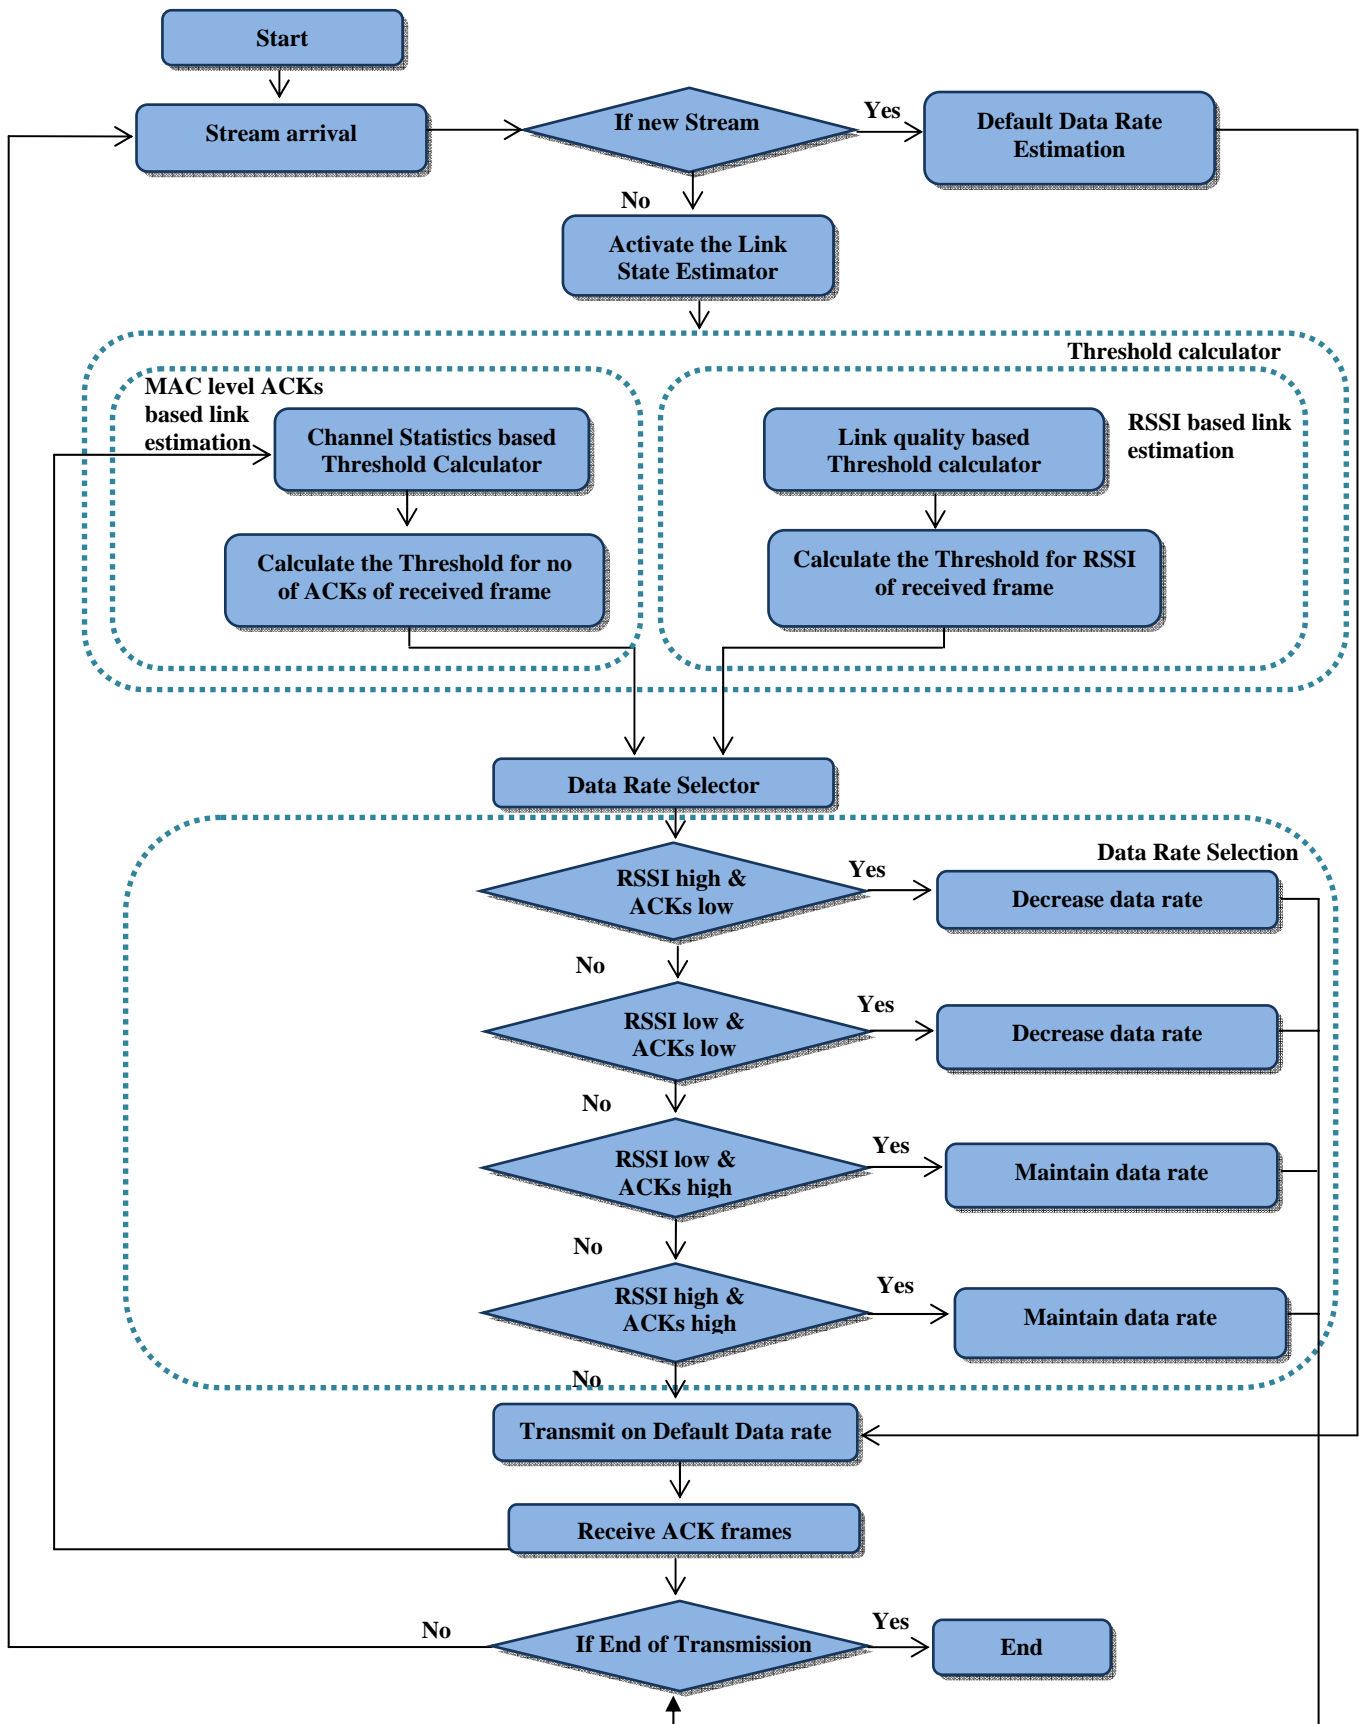 Start
Stream arrival
If new Stream
Yes
Default Data Rate
Estimation
No
Activate the Link
State Estimator
Threshold calculator
MAC level ACKs
based link
estimation
Channel Statistics based
Threshold Calculator
Link quality based
Threshold calculator
RSSI based link
estimation
Calculate the Threshold for no
of ACKs of received frame
Calculate the Threshold for RSSI
of received frame
Data Rate Selector
Data Rate Selection
RSSI high &
ACKs low
Yes
Decrease data rate
No
RSSI low &
ACKs low
Yes
Decrease data rate
No
RSSI low &
ACKs high
Yes
Maintain data rate
No
RSSI high &
ACKs high
Yes
Maintain data rate
No
Transmit on Default Data rate
Receive ACK frames
No
If End of Transmission
Yes
End